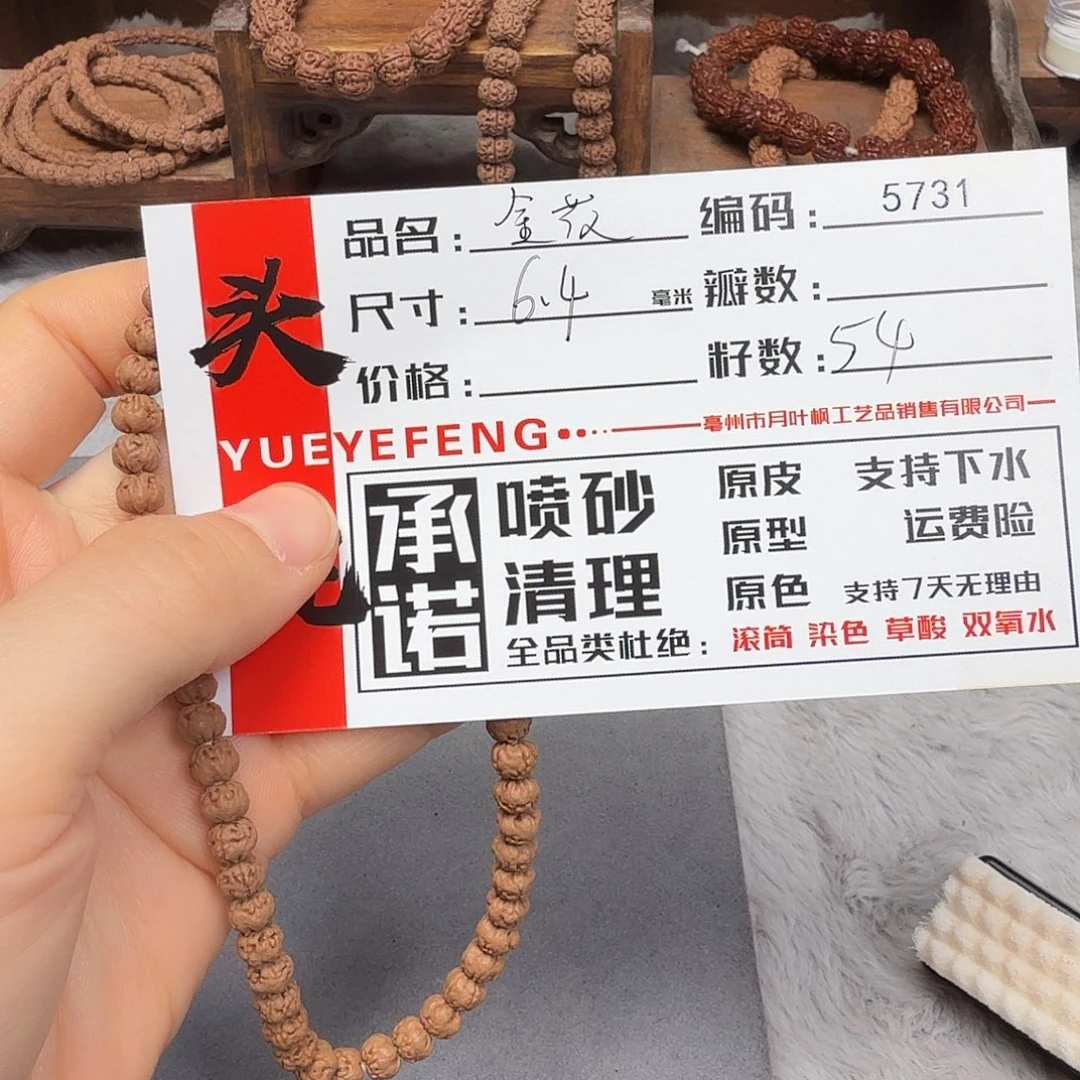 头
品名：金发 编码：5731
尺寸：6.4 毫米 瓣数：
价格： 籽数：54
YUEYEFENG 亳州市月叶枫工艺品销售有限公司
承诺
喷砂 原皮 支持下水
清理 原型 运费险
原色 支持7天无理由
全品类杜绝：滚筒 染色 草酸 双氧水